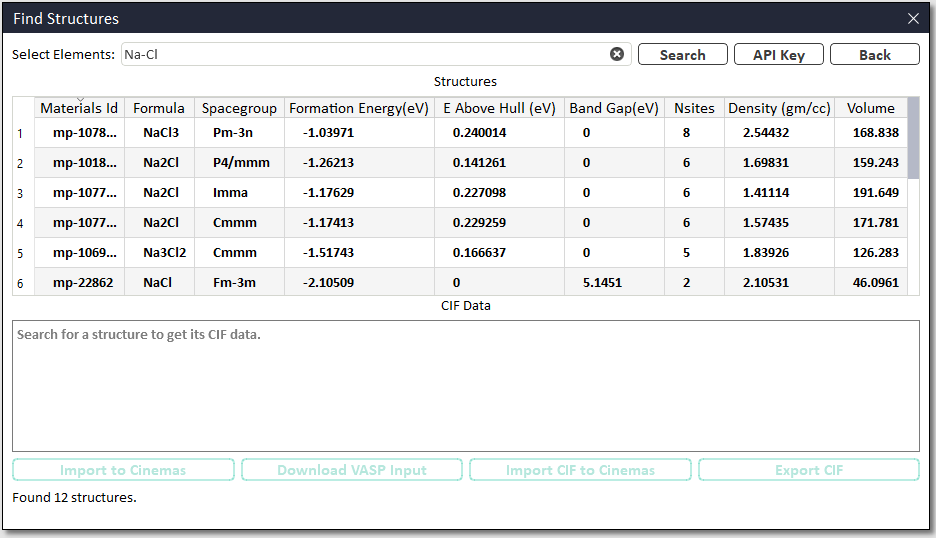 Find Structures
Select Elements: Na-Cl Search API Key Back
Structures
Materials Id Formula Spacegroup Formation Energy(eV) E Above Hull (eV) Band Gap(eV) Nsites Density (gm/cc) Volume
1 mp-1078... NaCl3 Pm-3n -1.03971 0.240014 0 8 2.54432 168.838
2 mp-1018... Na2Cl P4/mmm -1.26213 0.141261 0 6 1.69831 159.243
3 mp-1077... Na2Cl Imma -1.17629 0.227098 0 6 1.41114 191.649
4 mp-1077... Na2Cl Cmmm -1.17413 0.229259 0 6 1.57435 171.781
5 mp-1069... Na3Cl2 Cmmm -1.51743 0.166637 0 5 1.83926 126.283
6 mp-22862 NaCl Fm-3m -2.10509 0 5.1451 2 2.10531 46.0961
CIF Data
Search for a structure to get its CIF data.
Import to Cinemas Download VASP Input Import CIF to Cinemas Export CIF
Found 12 structures.